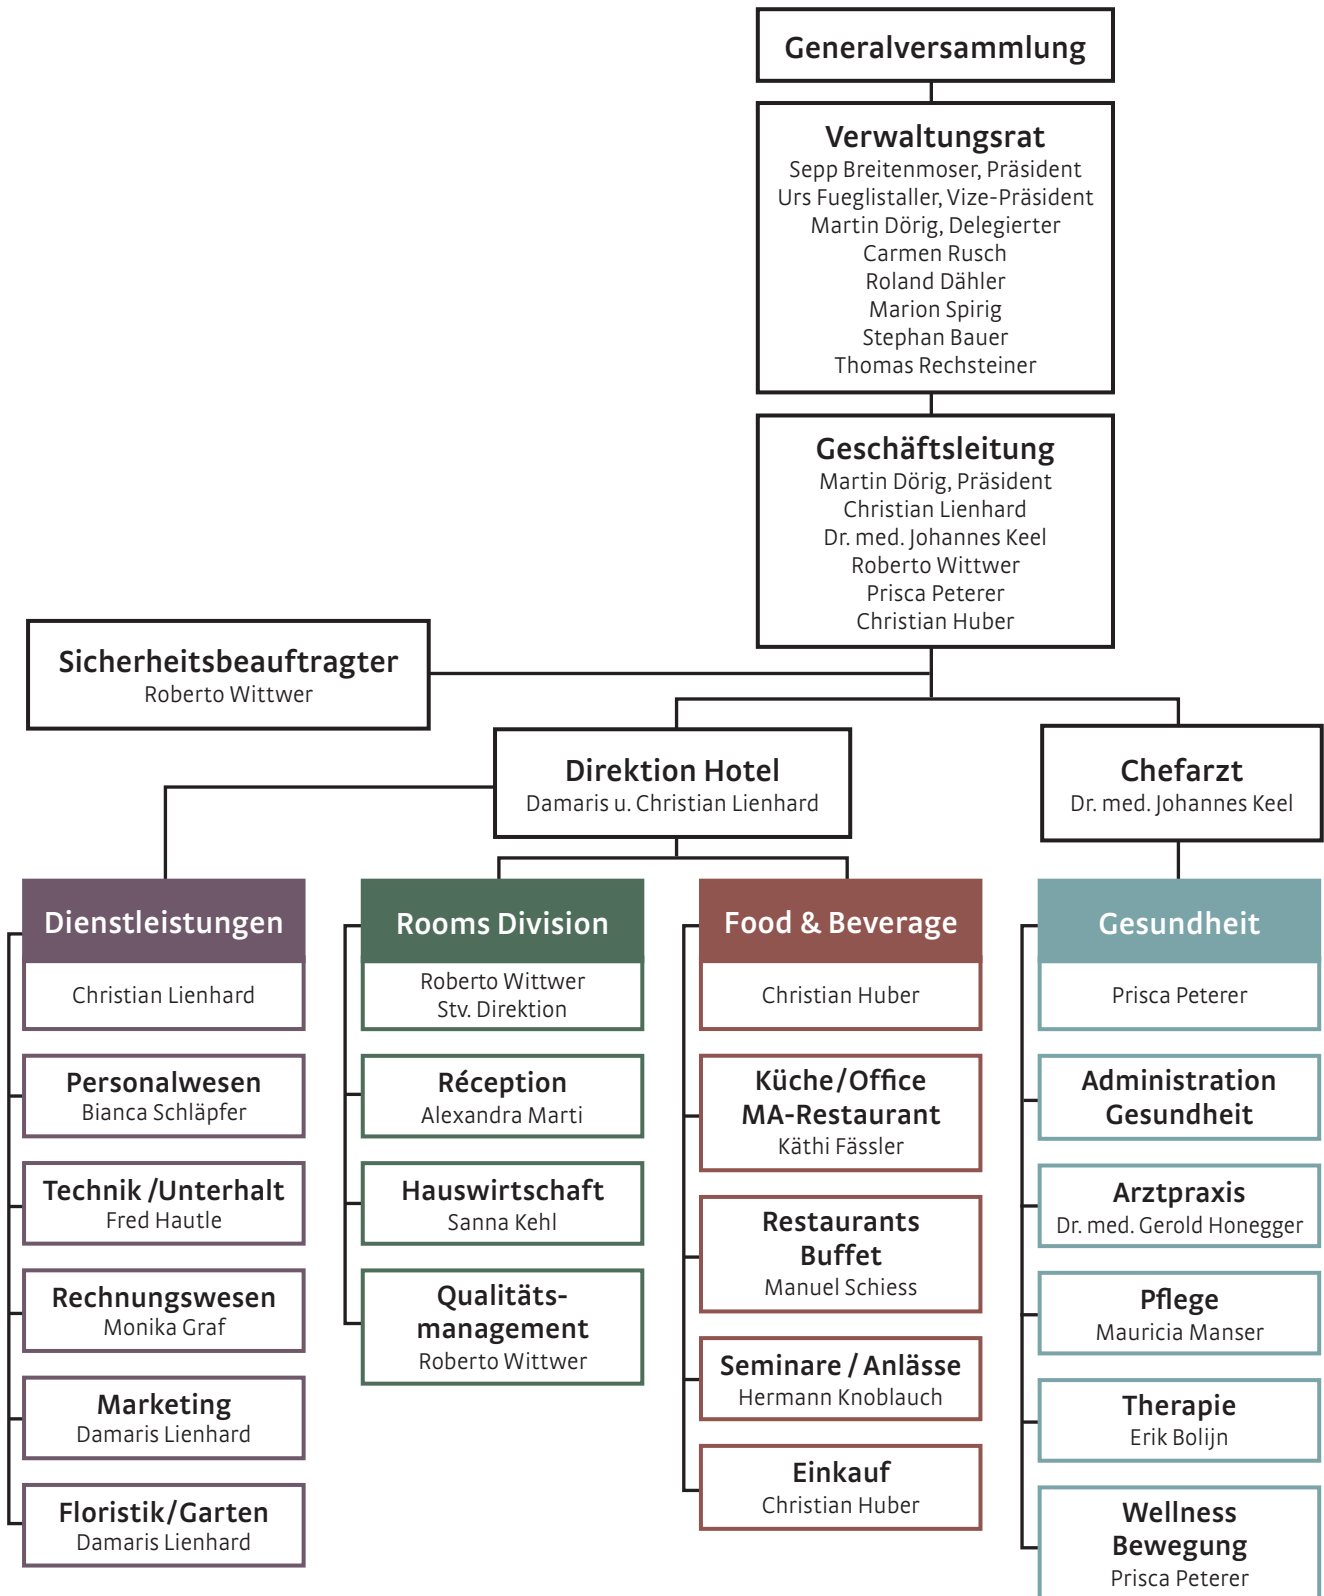 Generalversammlung
Verwaltungsrat
Sepp Breitenmoser, Präsident
Urs Fueglistaller, Vize-Präsident
Martin Dörig, Delegierter
Carmen Rusch
Roland Dähler
Marion Spirig
Stephan Bauer
Thomas Rechsteiner
Geschäftsleitung
Martin Dörig, Präsident
Christian Lienhard
Dr. med. Johannes Keel
Roberto Wittwer
Prisca Peterer
Christian Huber
Sicherheitsbeauftragter
Roberto Wittwer
Direktion Hotel
Damaris u. Christian Lienhard
Chefarzt
Dr. med. Johannes Keel
Dienstleistungen
Christian Lienhard
Personalwesen
Bianca Schläpfer
Technik/Unterhalt
Fred Hautle
Rechnungswesen
Monika Graf
Marketing
Damaris Lienhard
Floristik/Garten
Damaris Lienhard
Rooms Division
Roberto Wittwer
Stv. Direktion
Réception
Alexandra Marti
Hauswirtschaft
Sanna Kehl
Qualitäts-
management
Roberto Wittwer
Food & Beverage
Christian Huber
Küche/Office
MA-Restaurant
Käthi Fässler
Restaurants
Buffet
Manuel Schiess
Seminare / Anlässe
Hermann Knoblauch
Einkauf
Christian Huber
Gesundheit
Prisca Peterer
Administration
Gesundheit
Arztpraxis
Dr. med. Gerold Honegger
Pflege
Mauricia Manser
Therapie
Erik Bolijn
Wellness
Bewegung
Prisca Peterer